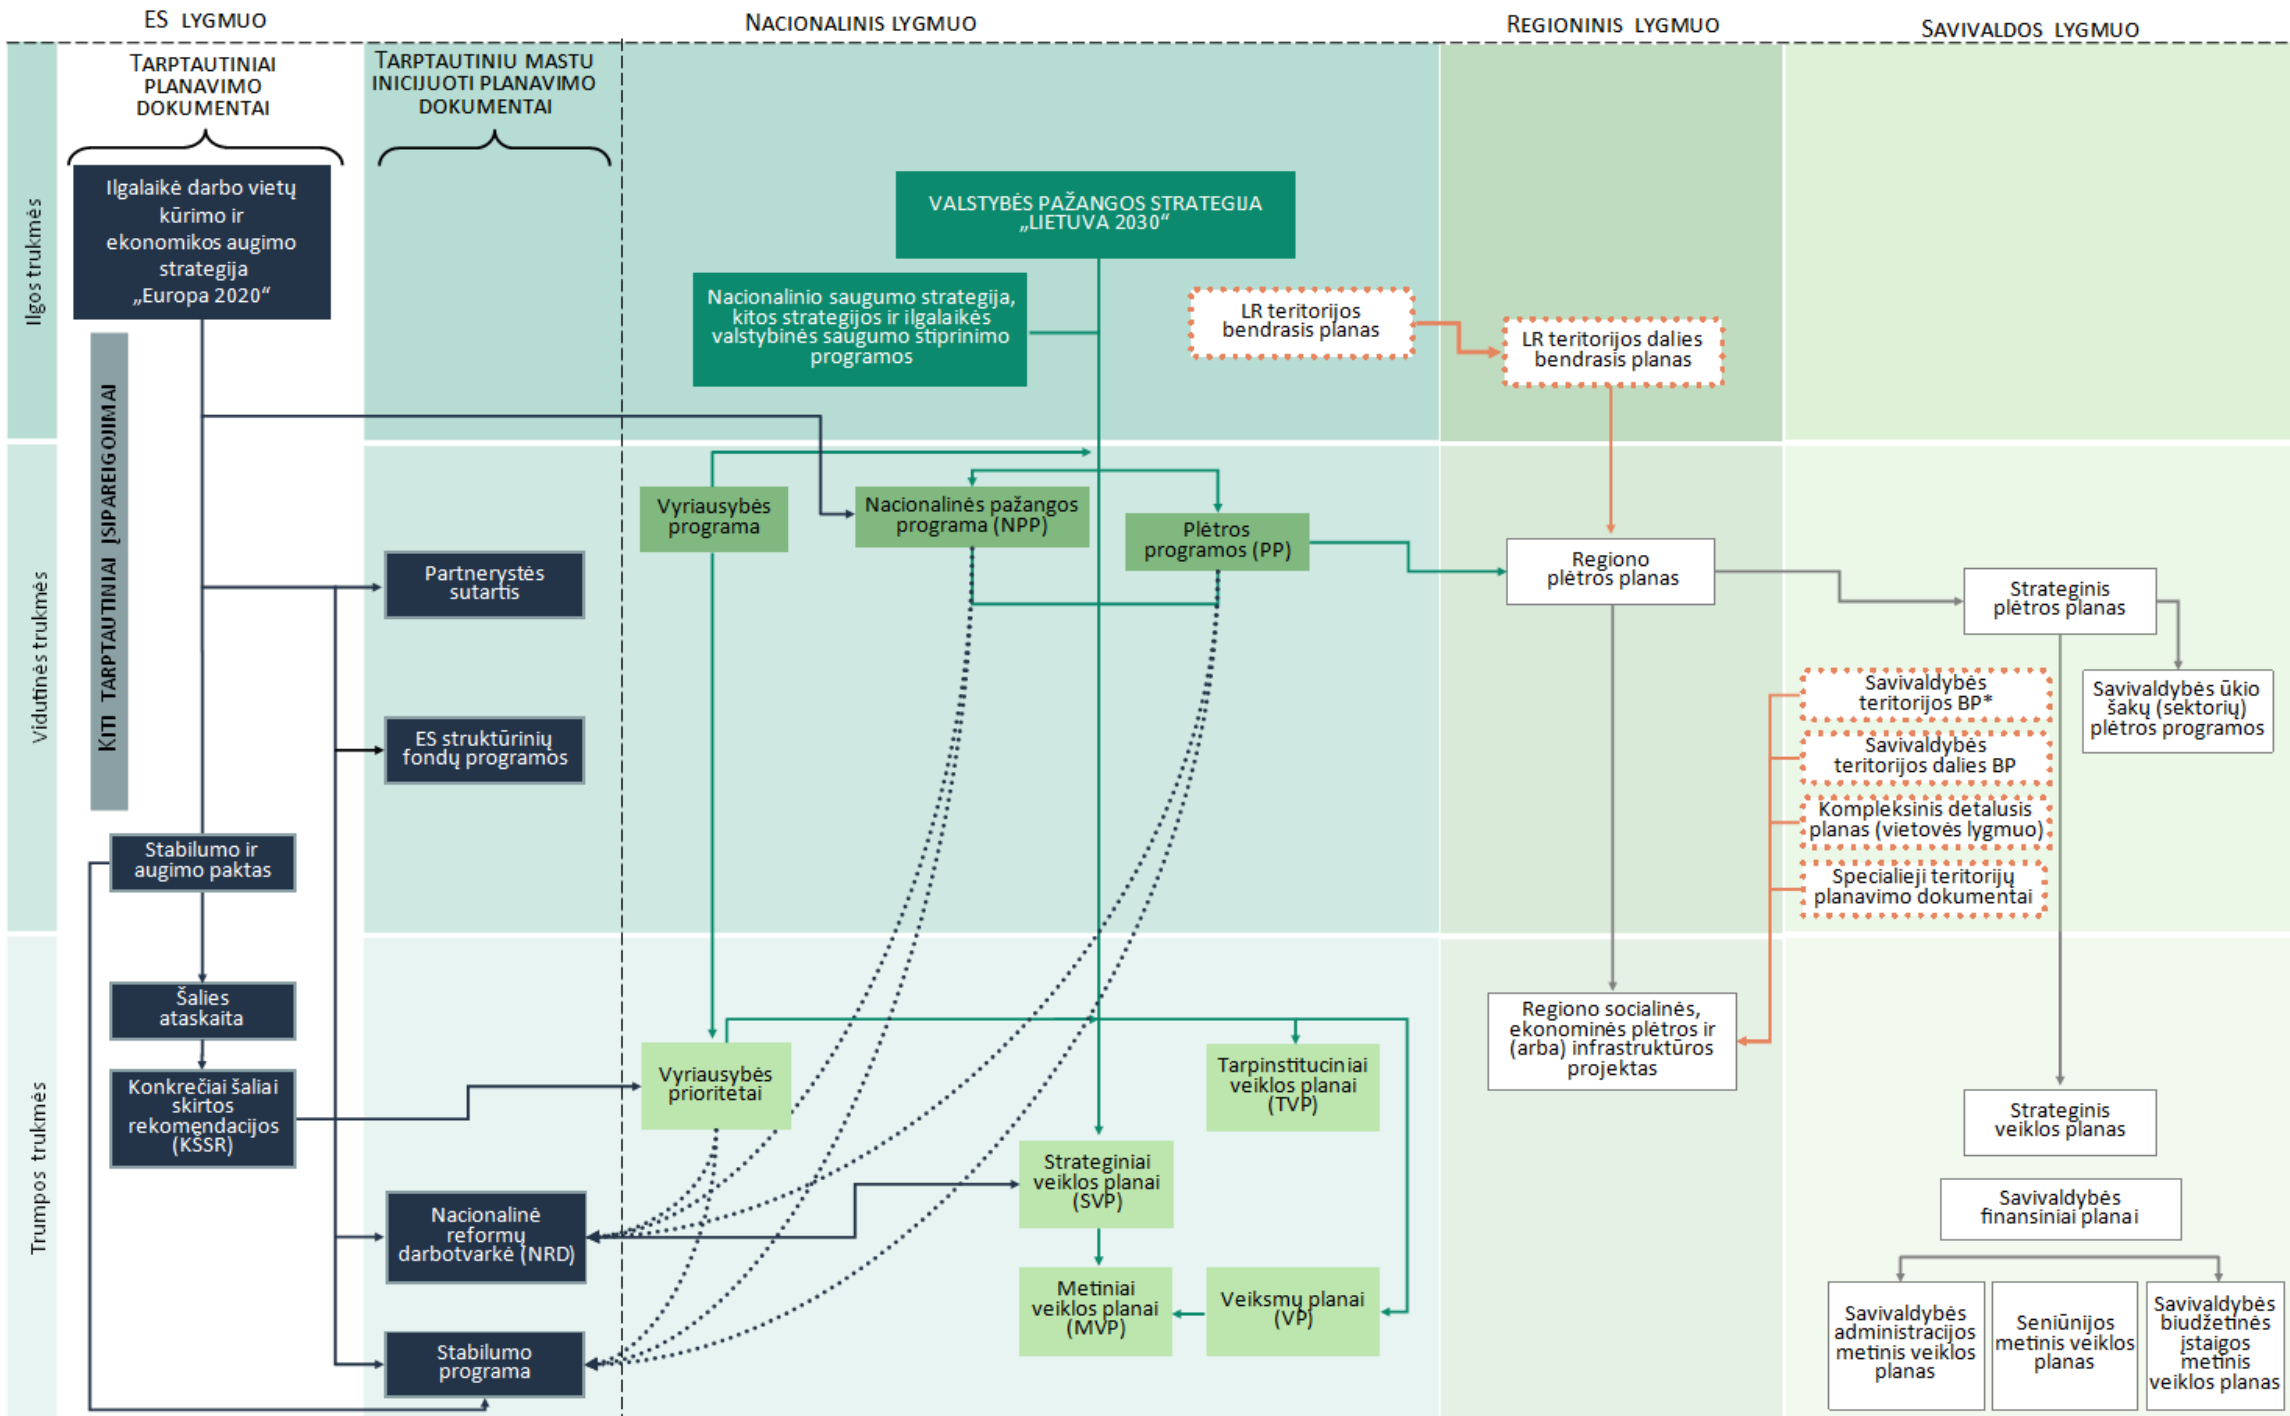 ES LYGMUO
NACIONALINIS LYGMUO
REGIONINIS LYGMUO
SAVIVALDOS LYGMUO
TARPTAUTINIAI
PLANAVIMO
DOKUMENTAI
TARPTAUTINIU MASTU
INICIJUOTI PLANAVIMO
DOKUMENTAI
Ilgos trukmės
Ilgalaikė darbo vietų
kūrimo ir
ekonomikos augimo
strategija
„Europa 2020“
VALSTYBĖS PAŽANGOS STRATEGIJA
„LIETUVA 2030“
Nacionalinio saugumo strategija,
kitos strategijos ir ilgalaikės
valstybinės saugumo stiprinimo
programos
LR teritorijos
bendrasis planas
LR teritorijos dalies
bendrasis planas
KITI TARPTAUTINIAI ĮSIPAREIGOJIMAI
Vidutinės trukmės
Vyriausybės
programa
Nacionalinės pažangos
programa (NPP)
Plėtros
programos (PP)
Regiono
plėtros planas
Strateginis
plėtros planas
Partnerystės
sutartis
ES struktūrinių
fondų programos
Savivaldybės
teritorijos BP*
Savivaldybės
teritorijos dalies BP
Kompleksinis detalusis
planas (vietovės lygmuo)
Specialieji teritorijų
planavimo dokumentai
Savivaldybės ūkio
šakų (sektorių)
plėtros programos
Stabilumo ir
augimo paktas
Trumpos trukmės
Šalies
ataskaita
Konkrečiai šaliai
skirtos
rekomendacijos
(KŠSR)
Vyriausybės
prioritetai
Tarpinstituciniai
veiklos planai
(TVP)
Regiono socialinės,
ekonominės plėtros ir
(arba) infrastruktūros
projektas
Strateginis
veiklos planas
Strateginiai
veiklos planai
(SVP)
Nacionalinė
reformų
darbotvarkė (NRD)
Savivaldybės
finansiniai planai
Metiniai
veiklos planai
(MVP)
Veiksmų planai
(VP)
Stabilumo
programa
Savivaldybės
administracijos
metinis veiklos
planas
Seniūnijos
metinis veiklos
planas
Savivaldybės
biudžetinės
įstaigos
metinis
veiklos planas